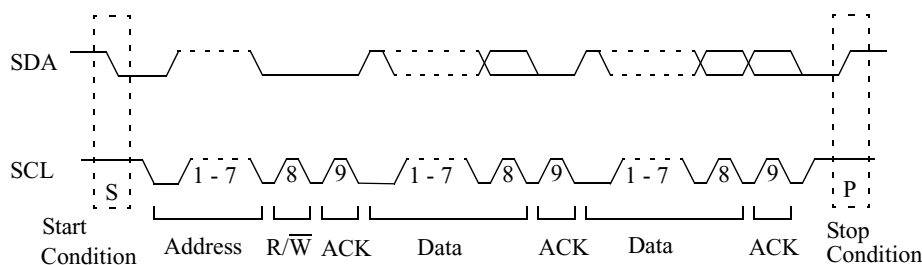 SDA
SCL
S 1 - 7 8 9 1 - 7 8 9 1 - 7 8 9 P
Start Condition
Address R/W̅ ACK Data ACK Data ACK
Stop Condition